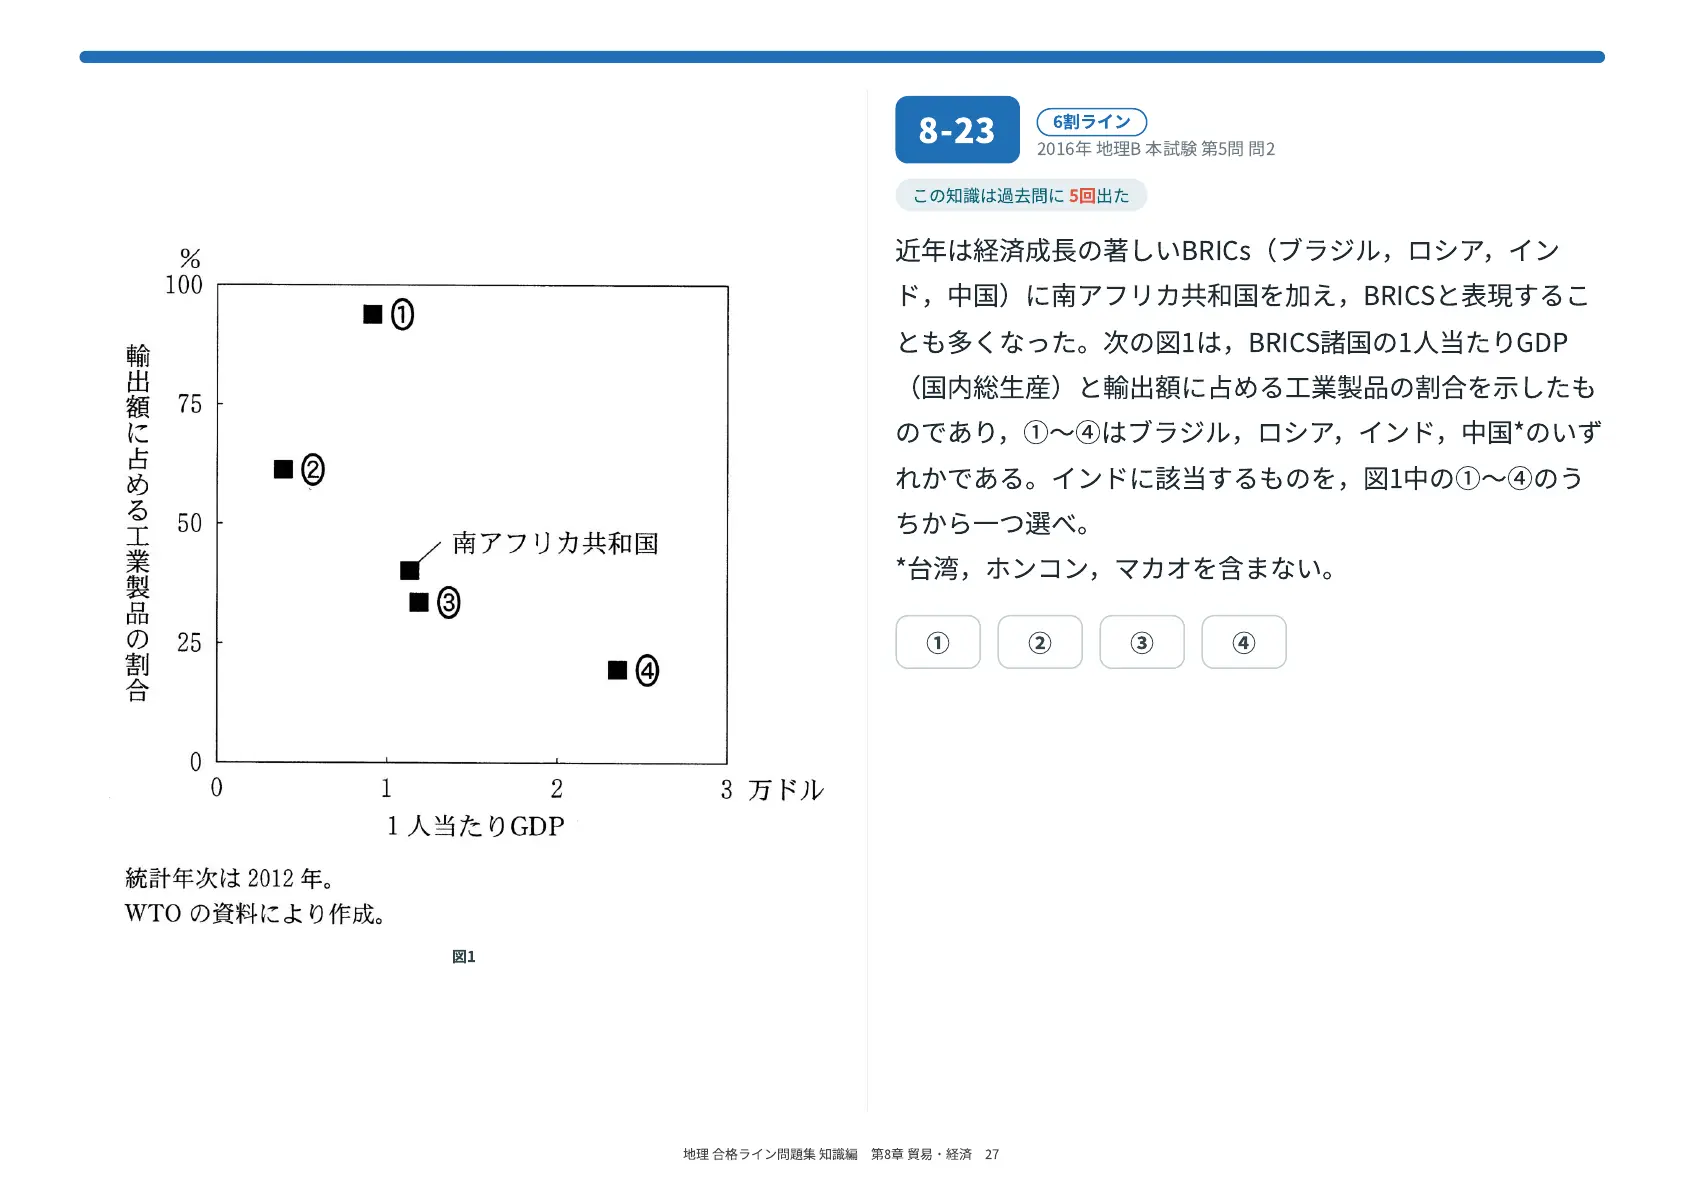 8-23
6割ライン
2016年 地理B 本試験 第5問 問2
この知識は過去問に 5回出た
近年は経済成長の著しいBRICs（ブラジル，ロシア，イン
ド，中国）に南アフリカ共和国を加え，BRICSと表現するこ
とも多くなった。次の図1は，BRICS諸国の1人当たりGDP
（国内総生産）と輸出額に占める工業製品の割合を示したも
のであり，①～④はブラジル，ロシア，インド，中国*のいず
れかである。インドに該当するものを，図1中の①～④のう
ちから一つ選べ。
*台湾，ホンコン，マカオを含まない。
①
②
③
④
%
100
75
50
25
0
輸出額に占める工業製品の割合
①
②
南アフリカ共和国
③
④
0
1
2
3 万ドル
1人当たりGDP
統計年次は 2012 年。
WTO の資料により作成。
図1
地理 合格ライン問題集 知識編　第8章 貿易・経済　27